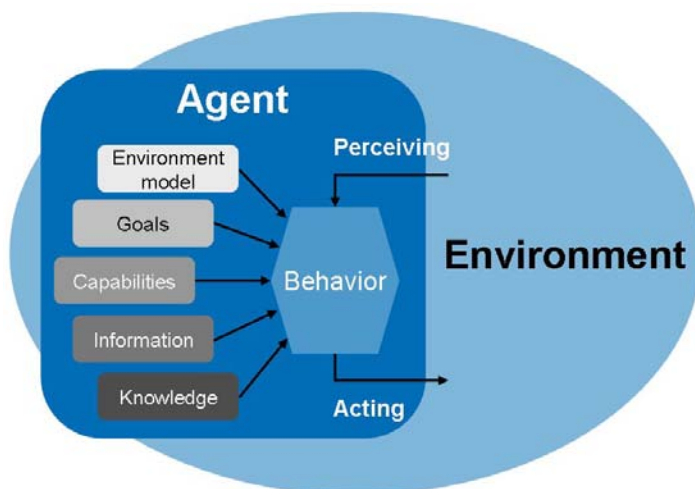 Agent
Environment
model
Goals
Capabilities
Information
Knowledge
Behavior
Perceiving
Acting
Environment